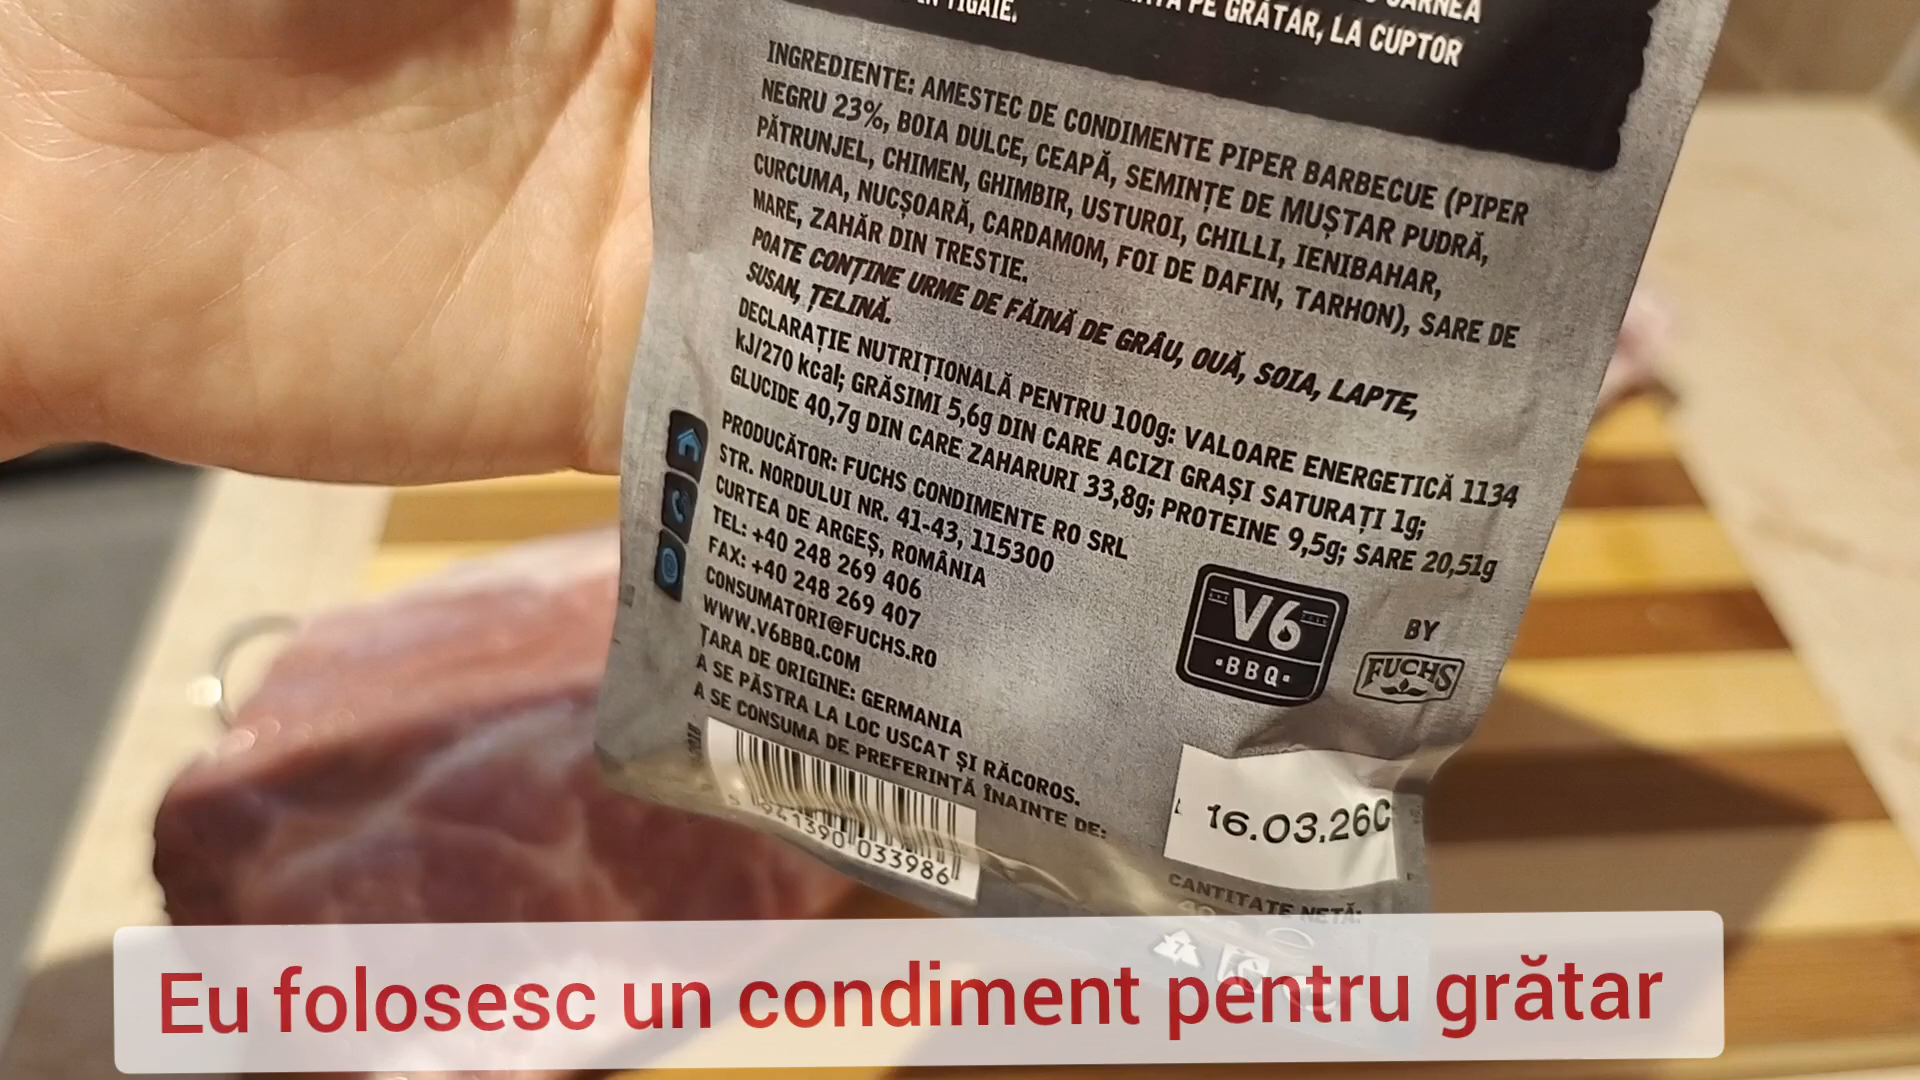 CARNEA
PE GRĂTAR, LA CUPTOR
TIGAIE.
INGREDIENTE: AMESTEC DE CONDIMENTE PIPER BARBECUE (PIPER
NEGRU 23%, BOIA DULCE, CEAPĂ, SEMINȚE DE MUȘTAR PUDRĂ,
PĂTRUNJEL, CHIMEN, GHIMBIR, USTUROI, CHILLI, IENIBAHAR,
CURCUMA, NUCȘOARĂ, CARDAMOM, FOI DE DAFIN, TARHON), SARE DE
MARE, ZAHĂR DIN TRESTIE.
POATE CONȚINE URME DE FĂINĂ DE GRÂU, OUĂ, SOIA, LAPTE,
SUSAN, ȚELINĂ.
DECLARAȚIE NUTRIȚIONALĂ PENTRU 100g: VALOARE ENERGETICĂ 1134
kJ/270 kcal; GRĂSIMI 5,6g DIN CARE ACIZI GRAȘI SATURAȚI 1g;
GLUCIDE 40,7g DIN CARE ZAHARURI 33,8g; PROTEINE 9,5g; SARE 20,51g
PRODUCĂTOR: FUCHS CONDIMENTE RO SRL
STR. NORDULUI NR. 41-43, 115300
CURTEA DE ARGEȘ, ROMÂNIA
TEL: +40 248 269 406
FAX: +40 248 269 407
CONSUMATORI@FUCHS.RO
WWW.V6BBQ.COM
ȚARA DE ORIGINE: GERMANIA
A SE PĂSTRA LA LOC USCAT ȘI RĂCOROS.
A SE CONSUMA DE PREFERINȚĂ ÎNAINTE DE:
V6
•BBQ•
BY
FUCHS
16.03.26C
5 941390 033986
CANTITATE NETĂ:
Eu folosesc un condiment pentru grătar